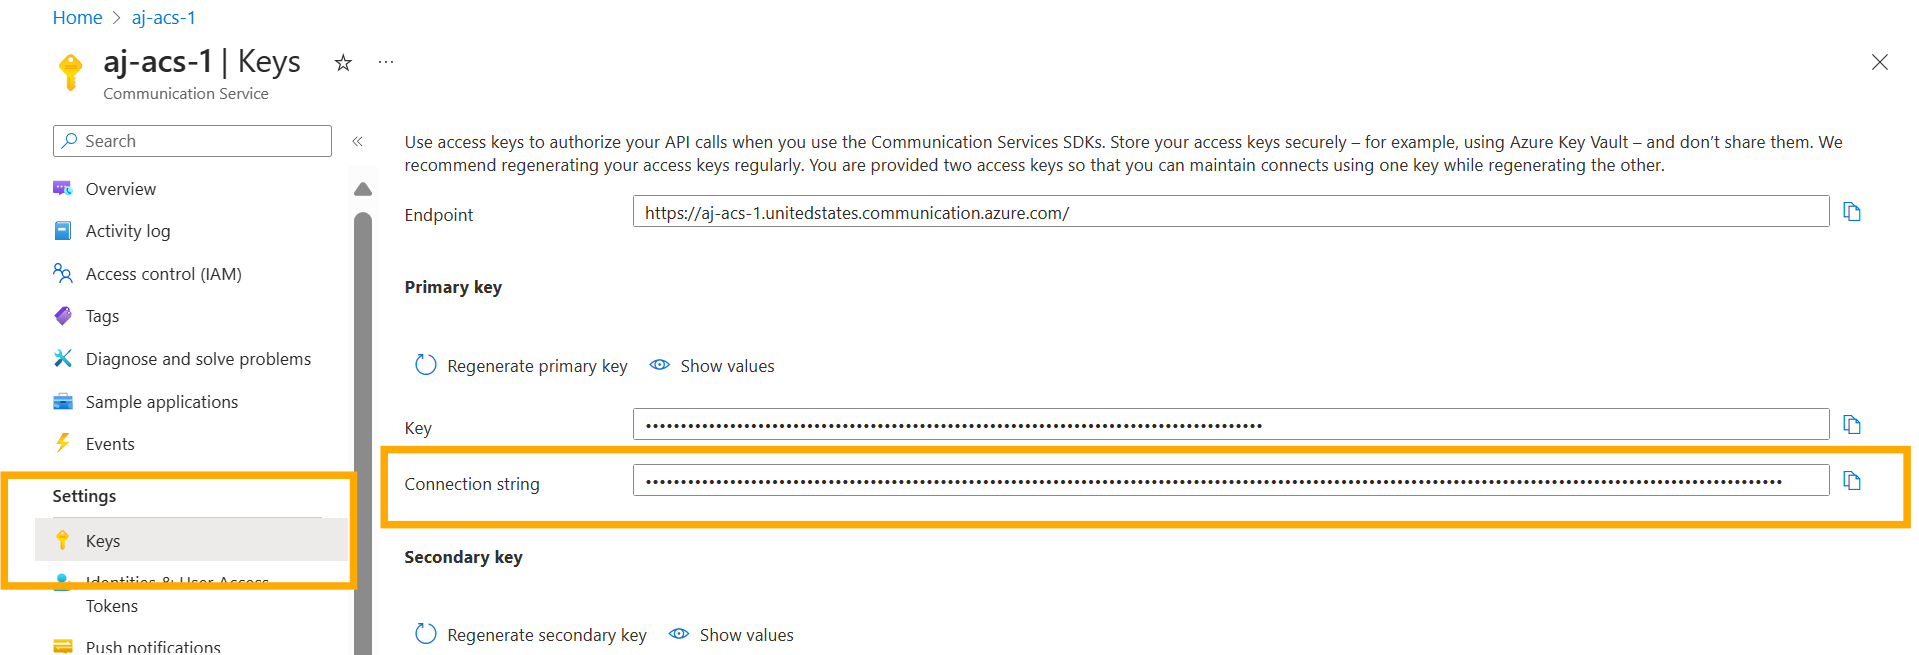 Home > aj-acs-1
aj-acs-1 | Keys
Communication Service
Search
Overview
Activity log
Access control (IAM)
Tags
Diagnose and solve problems
Sample applications
Events
Settings
Keys
Identities & User Access
Tokens
Push notifications
Use access keys to authorize your API calls when you use the Communication Services SDKs. Store your access keys securely – for example, using Azure Key Vault – and don’t share them. We
recommend regenerating your access keys regularly. You are provided two access keys so that you can maintain connects using one key while regenerating the other.
Endpoint
https://aj-acs-1.unitedstates.communication.azure.com/
Primary key
Regenerate primary key
Show values
Key
Connection string
Secondary key
Regenerate secondary key
Show values